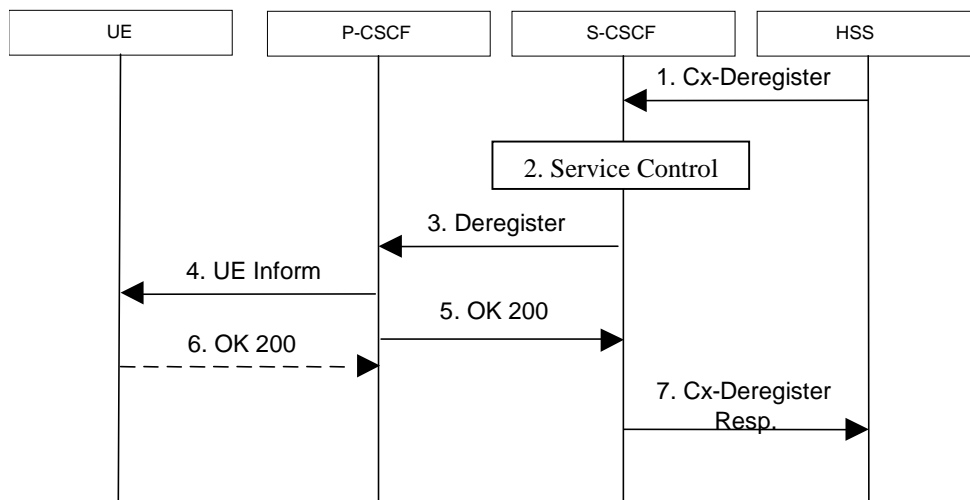 UE
P-CSCF
S-CSCF
HSS
1. Cx-Deregister
2. Service Control
3. Deregister
4. UE Inform
5. OK 200
6. OK 200
7. Cx-Deregister
Resp.